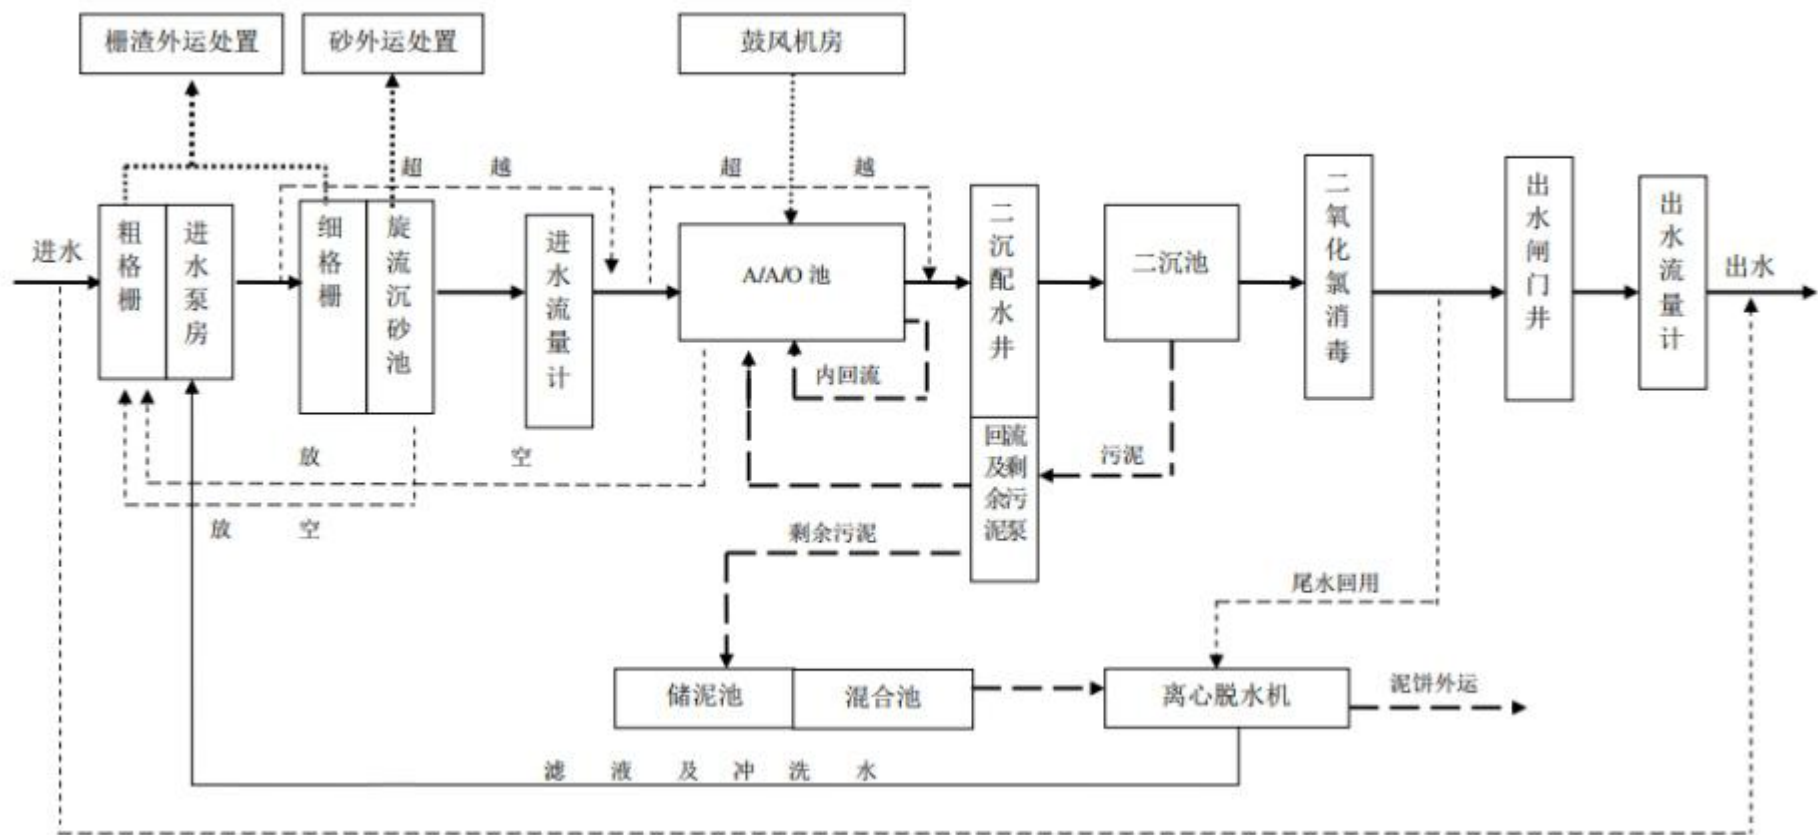 栅渣外运处置
砂外运处置
鼓风机房
超 越
超 越
进水
粗格栅
进水泵房
细格栅
旋流沉砂池
进水流量计
A/A/O 池
二沉配水井
二沉池
二氧化氯消毒
出水闸门井
出水流量计
出水
内回流
回流及剩余污泥泵
污泥
放 空
放 空
剩余污泥
尾水回用
储泥池
混合池
离心脱水机
泥饼外运
滤液及冲洗水